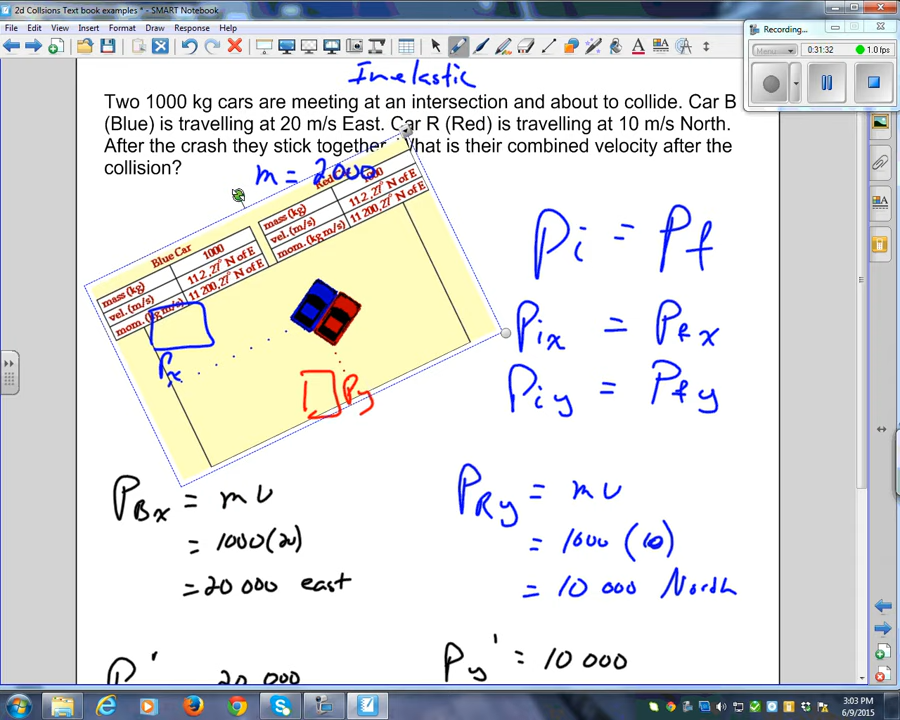 2d Collsions Text book examples * - SMART Notebook
File Edit View Insert Format Draw Response Help
Recording...
Menu
0:31:32
1.0 fps
Inelastic
Two 1000 kg cars are meeting at an intersection and about to collide. Car B
(Blue) is travelling at 20 m/s East. Car R (Red) is travelling at 10 m/s North.
After the crash they stick together. What is their combined velocity after the
collision?
m = 2000
Blue Car
mass (kg) 1000
vel. (m/s) 11.2, 27° N of E
mom. (kg m/s) 11 200, 27° N of E
1000
mass (kg)
vel. (m/s) 11.2, 27° N of E
mom. (kg m/s) 11 200, 27° N of E
Px
Py
Pi = Pf
Pix = Pfx
Piy = Pfy
PBx = mv
= 1000(20)
= 20 000 east
PRy = mv
= 1000 (10)
= 10 000 North
P' 20 000
Py' = 10 000
3:03 PM
6/9/2015